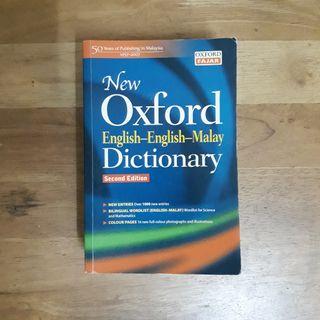 50 Years of Publishing in Malaysia
1957-2007
OXFORD
FAJAR
New
Oxford
English–English–Malay
Dictionary
Second Edition
NEW ENTRIES Over 1000 new entries
BILINGUAL WORDLIST (ENGLISH–MALAY) Wordlist for Science
and Mathematics
COLOUR PAGES 16 new full-colour photographs and illustrations